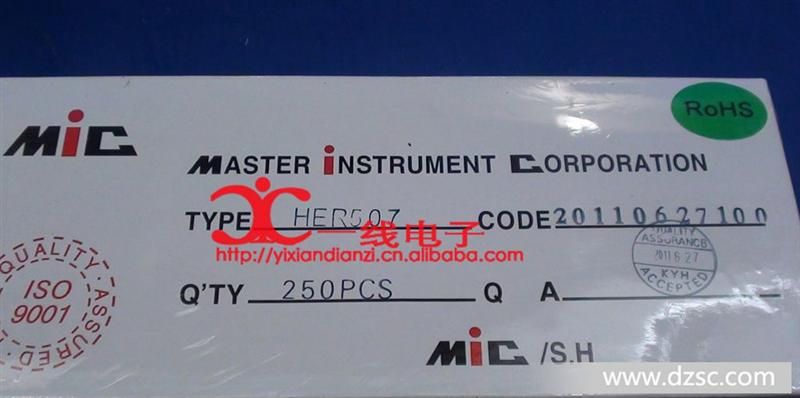 RoHS
MiC
MASTER INSTRUMENT CORPORATION
TYPE HER507 CODE 20110627100
一线电子
http://yixiandianzi.cn.alibaba.com
QUALITY ASSURANCE
2011.6.27
KYH
ACCEPTED
QUALITY ASSURED
ISO
9001
Q'TY 250PCS Q A
MiC /S.H
www.dzsc.com